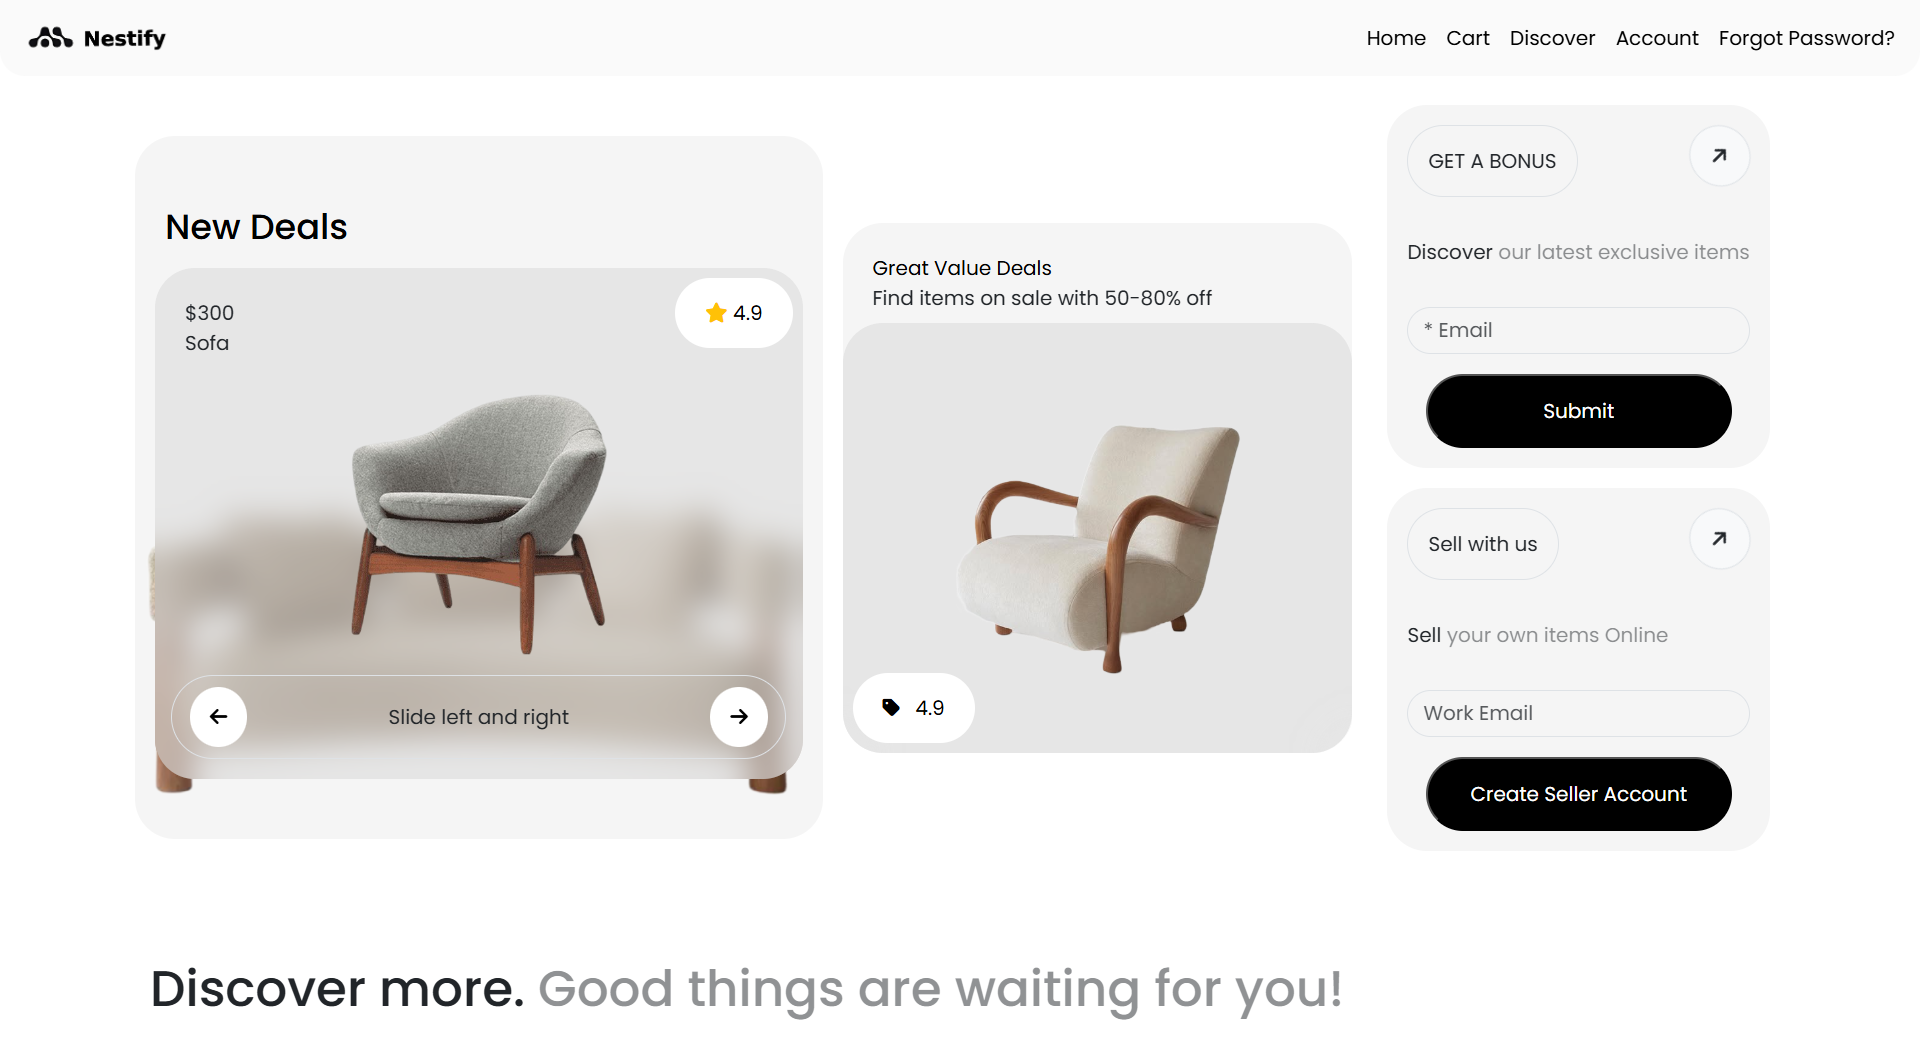 Nestify
Home Cart Discover Account Forgot Password?
New Deals
$300
Sofa
4.9
Slide left and right
Great Value Deals
Find items on sale with 50-80% off
4.9
GET A BONUS
Discover our latest exclusive items
* Email
Submit
Sell with us
Sell your own items Online
Work Email
Create Seller Account
Discover more. Good things are waiting for you!